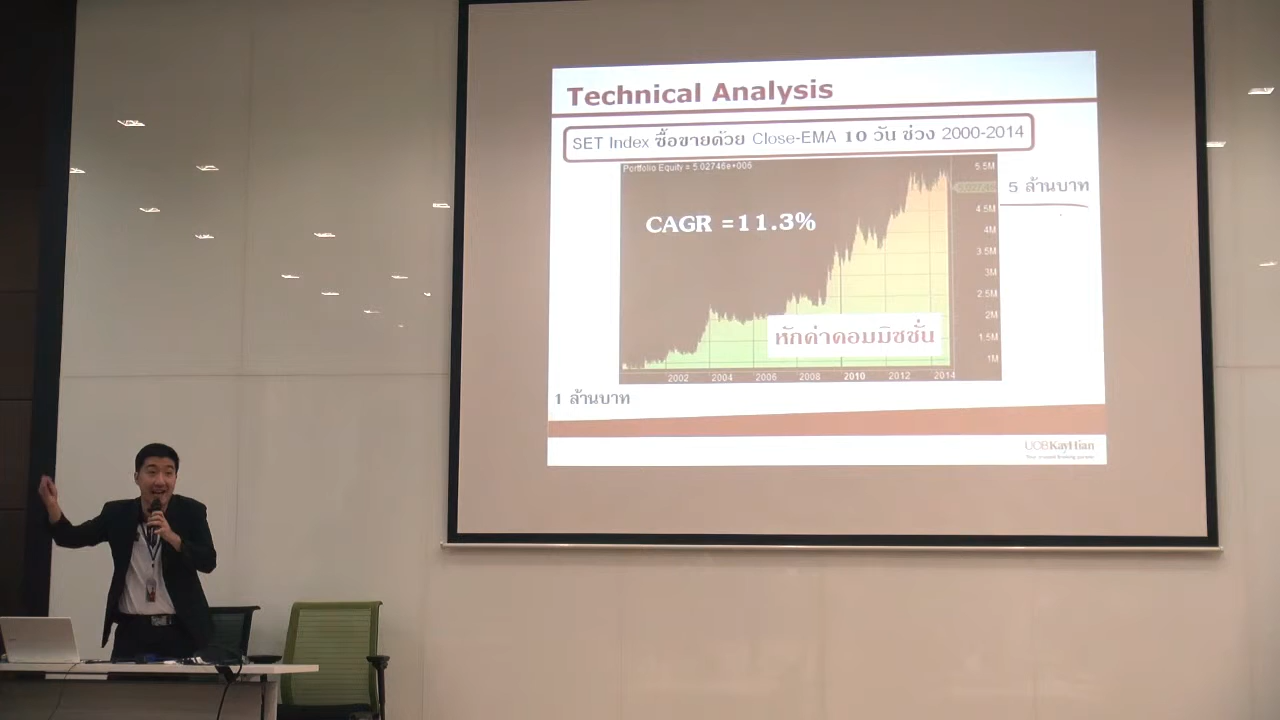 Technical Analysis
SET Index ซื้อขายด้วย Close-EMA 10 วัน ช่วง 2000-2014
Portfolio Equity = 5.02746e+006
5.5M
5 ล้านบาท
4.5M
CAGR =11.3%
4M
3.5M
3M
2.5M
2M
หักค่าคอมมิชชั่น
1.5M
1M
2002 2004 2006 2008 2010 2012 2014
1 ล้านบาท
UOBKayHian